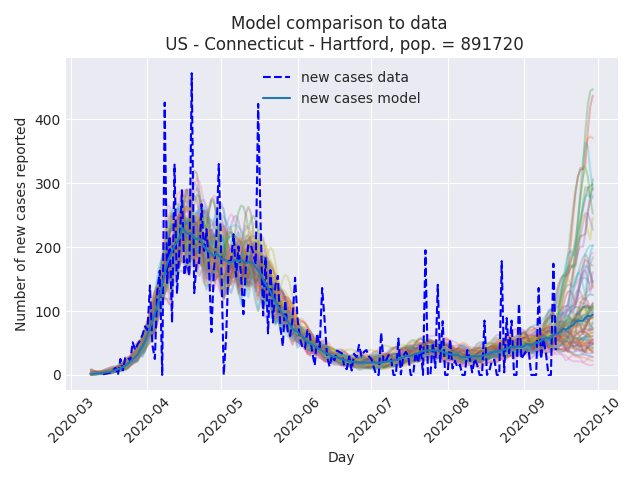 Model comparison to data
US - Connecticut - Hartford, pop. = 891720
new cases data
new cases model
Number of new cases reported
400
300
200
100
0
2020-03
2020-04
2020-05
2020-06
2020-07
2020-08
2020-09
2020-10
Day